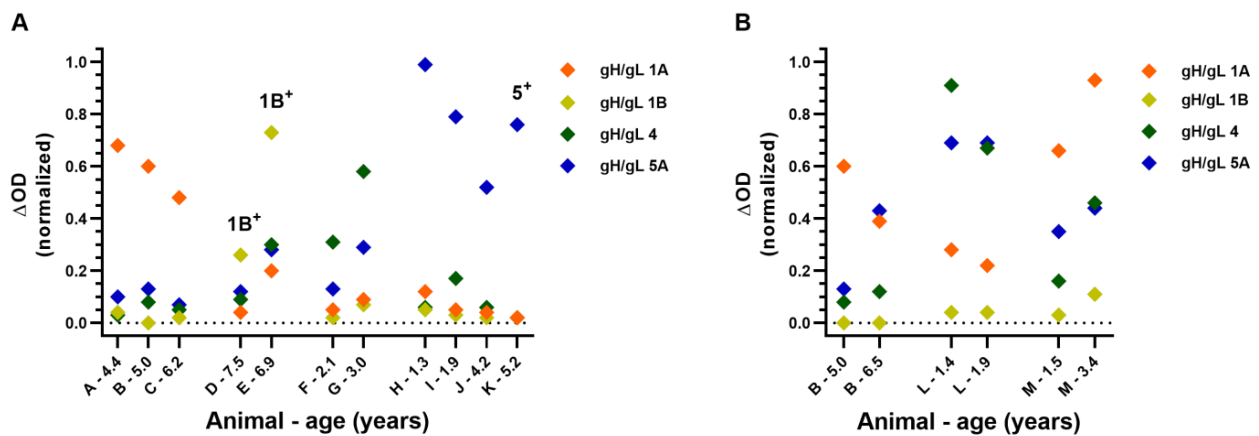 A
1.0
0.8
0.6
0.4
0.2
0.0
ΔOD
(normalized)
1B+
1B+
5+
gH/gL 1A
gH/gL 1B
gH/gL 4
gH/gL 5A
A - 4.4
B - 5.0
C - 6.2
D - 7.5
E - 6.9
F - 2.1
G - 3.0
H - 1.3
I - 1.9
J - 4.2
K - 5.2
Animal - age (years)
B
1.0
0.8
0.6
0.4
0.2
0.0
ΔOD
(normalized)
gH/gL 1A
gH/gL 1B
gH/gL 4
gH/gL 5A
B - 5.0
B - 6.5
L - 1.4
L - 1.9
M - 1.5
M - 3.4
Animal - age (years)